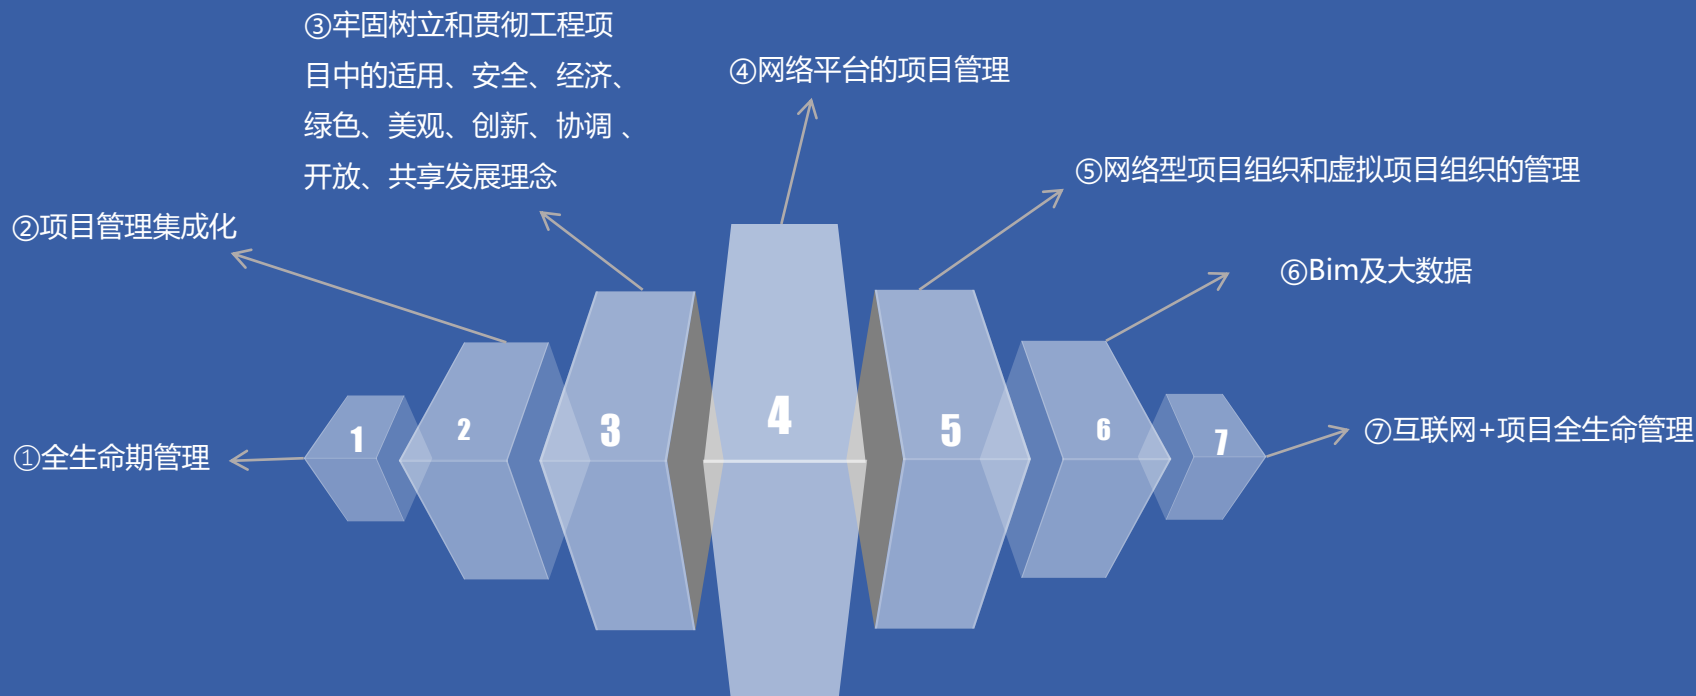 ③牢固树立和贯彻工程项
目中的适用、安全、经济、
绿色、美观、创新、协调 、
开放、共享发展理念
④网络平台的项目管理
⑤网络型项目组织和虚拟项目组织的管理
②项目管理集成化
⑥Bim及大数据
①全生命期管理
⑦互联网+项目全生命管理
1
2
3
4
5
6
7